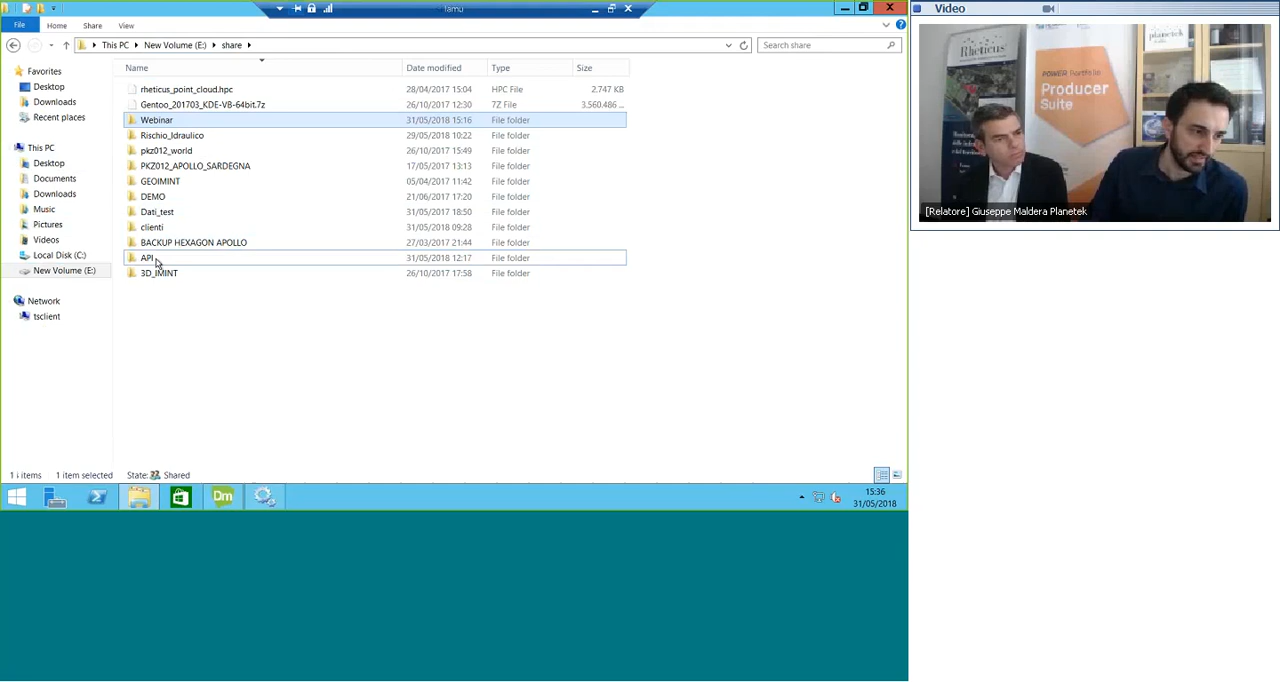 lamu
File
Home
Share
View
This PC
New Volume (E:)
share
Search share
Name
Date modified
Type
Size
Favorites
Desktop
Downloads
Recent places
This PC
Desktop
Documents
Downloads
Music
Pictures
Videos
Local Disk (C:)
New Volume (E:)
Network
tsclient
rheticus_point_cloud.hpc 28/04/2017 15:04 HPC File 2.747 KB
Gentoo_201703_KDE-VB-64bit.7z 26/10/2017 12:30 7Z File 3.560.486 ...
Webinar 31/05/2018 15:16 File folder
Rischio_Idraulico 29/05/2018 10:22 File folder
pkz012_world 26/10/2017 15:49 File folder
PKZ012_APOLLO_SARDEGNA 17/05/2017 13:13 File folder
GEOIMINT 05/04/2017 11:42 File folder
DEMO 21/06/2017 17:20 File folder
Dati_test 31/05/2017 18:50 File folder
clienti 31/05/2018 09:28 File folder
BACKUP HEXAGON APOLLO 27/03/2017 21:44 File folder
API 31/05/2018 12:17 File folder
3D_IMINT 26/10/2017 17:58 File folder
1 item selected
State: Shared
Dm
15:36
31/05/2018
Video
Rheticus
POWER Portfolio
Producer
Suite
planetek
[Relatore] Giuseppe Maldera Planetek